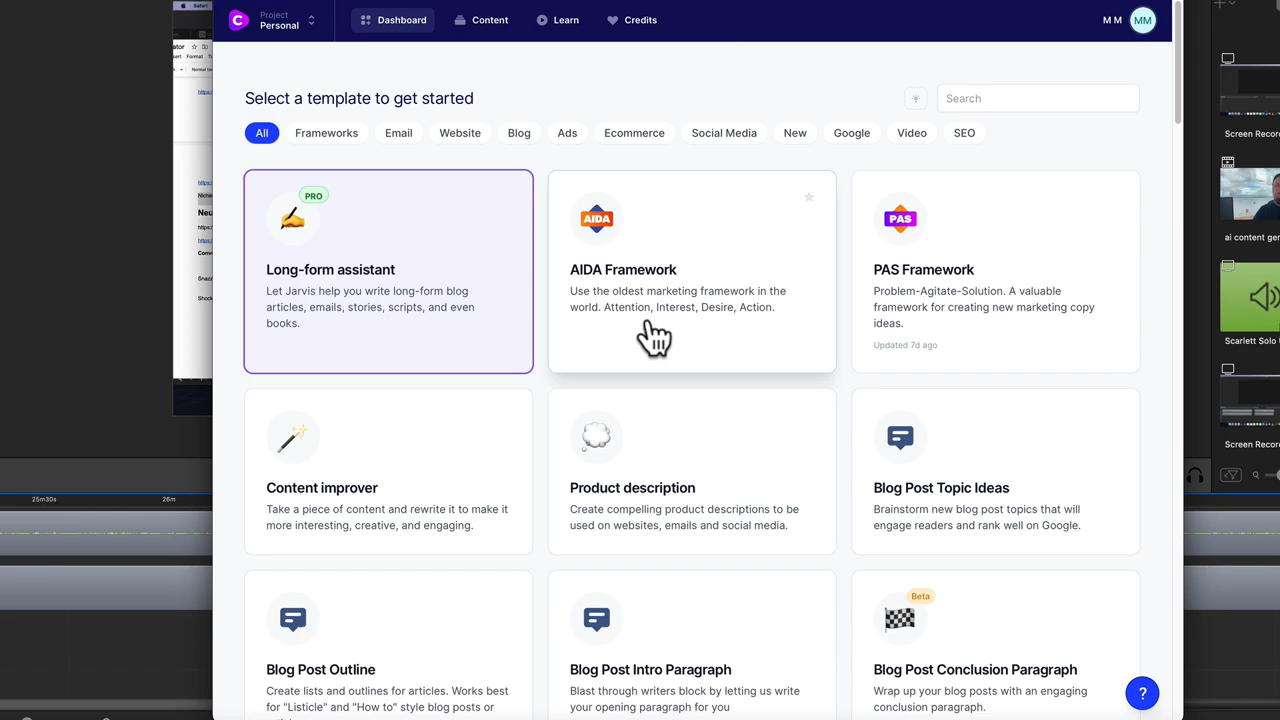 Safari
Project
Personal
Dashboard
Content
Learn
Credits
M M
MM
Select a template to get started
Search
All
Frameworks
Email
Website
Blog
Ads
Ecommerce
Social Media
New
Google
Video
SEO
PRO
Long-form assistant
Let Jarvis help you write long-form blog
articles, emails, stories, scripts, and even
books.
AIDA
AIDA Framework
Use the oldest marketing framework in the
world. Attention, Interest, Desire, Action.
PAS
PAS Framework
Problem-Agitate-Solution. A valuable
framework for creating new marketing copy
ideas.
Updated 7d ago
Content improver
Take a piece of content and rewrite it to make it
more interesting, creative, and engaging.
Product description
Create compelling product descriptions to be
used on websites, emails and social media.
Blog Post Topic Ideas
Brainstorm new blog post topics that will
engage readers and rank well on Google.
Blog Post Outline
Create lists and outlines for articles. Works best
for "Listicle" and "How to" style blog posts
Blog Post Intro Paragraph
Blast through writers block by letting us write
your opening paragraph for you
Beta
Blog Post Conclusion Paragraph
Wrap up your blog posts with an engaging
conclusion paragraph.
?
25m30s
26m
Screen Recor
ai content ger
Scarlett Solo
Screen Recor